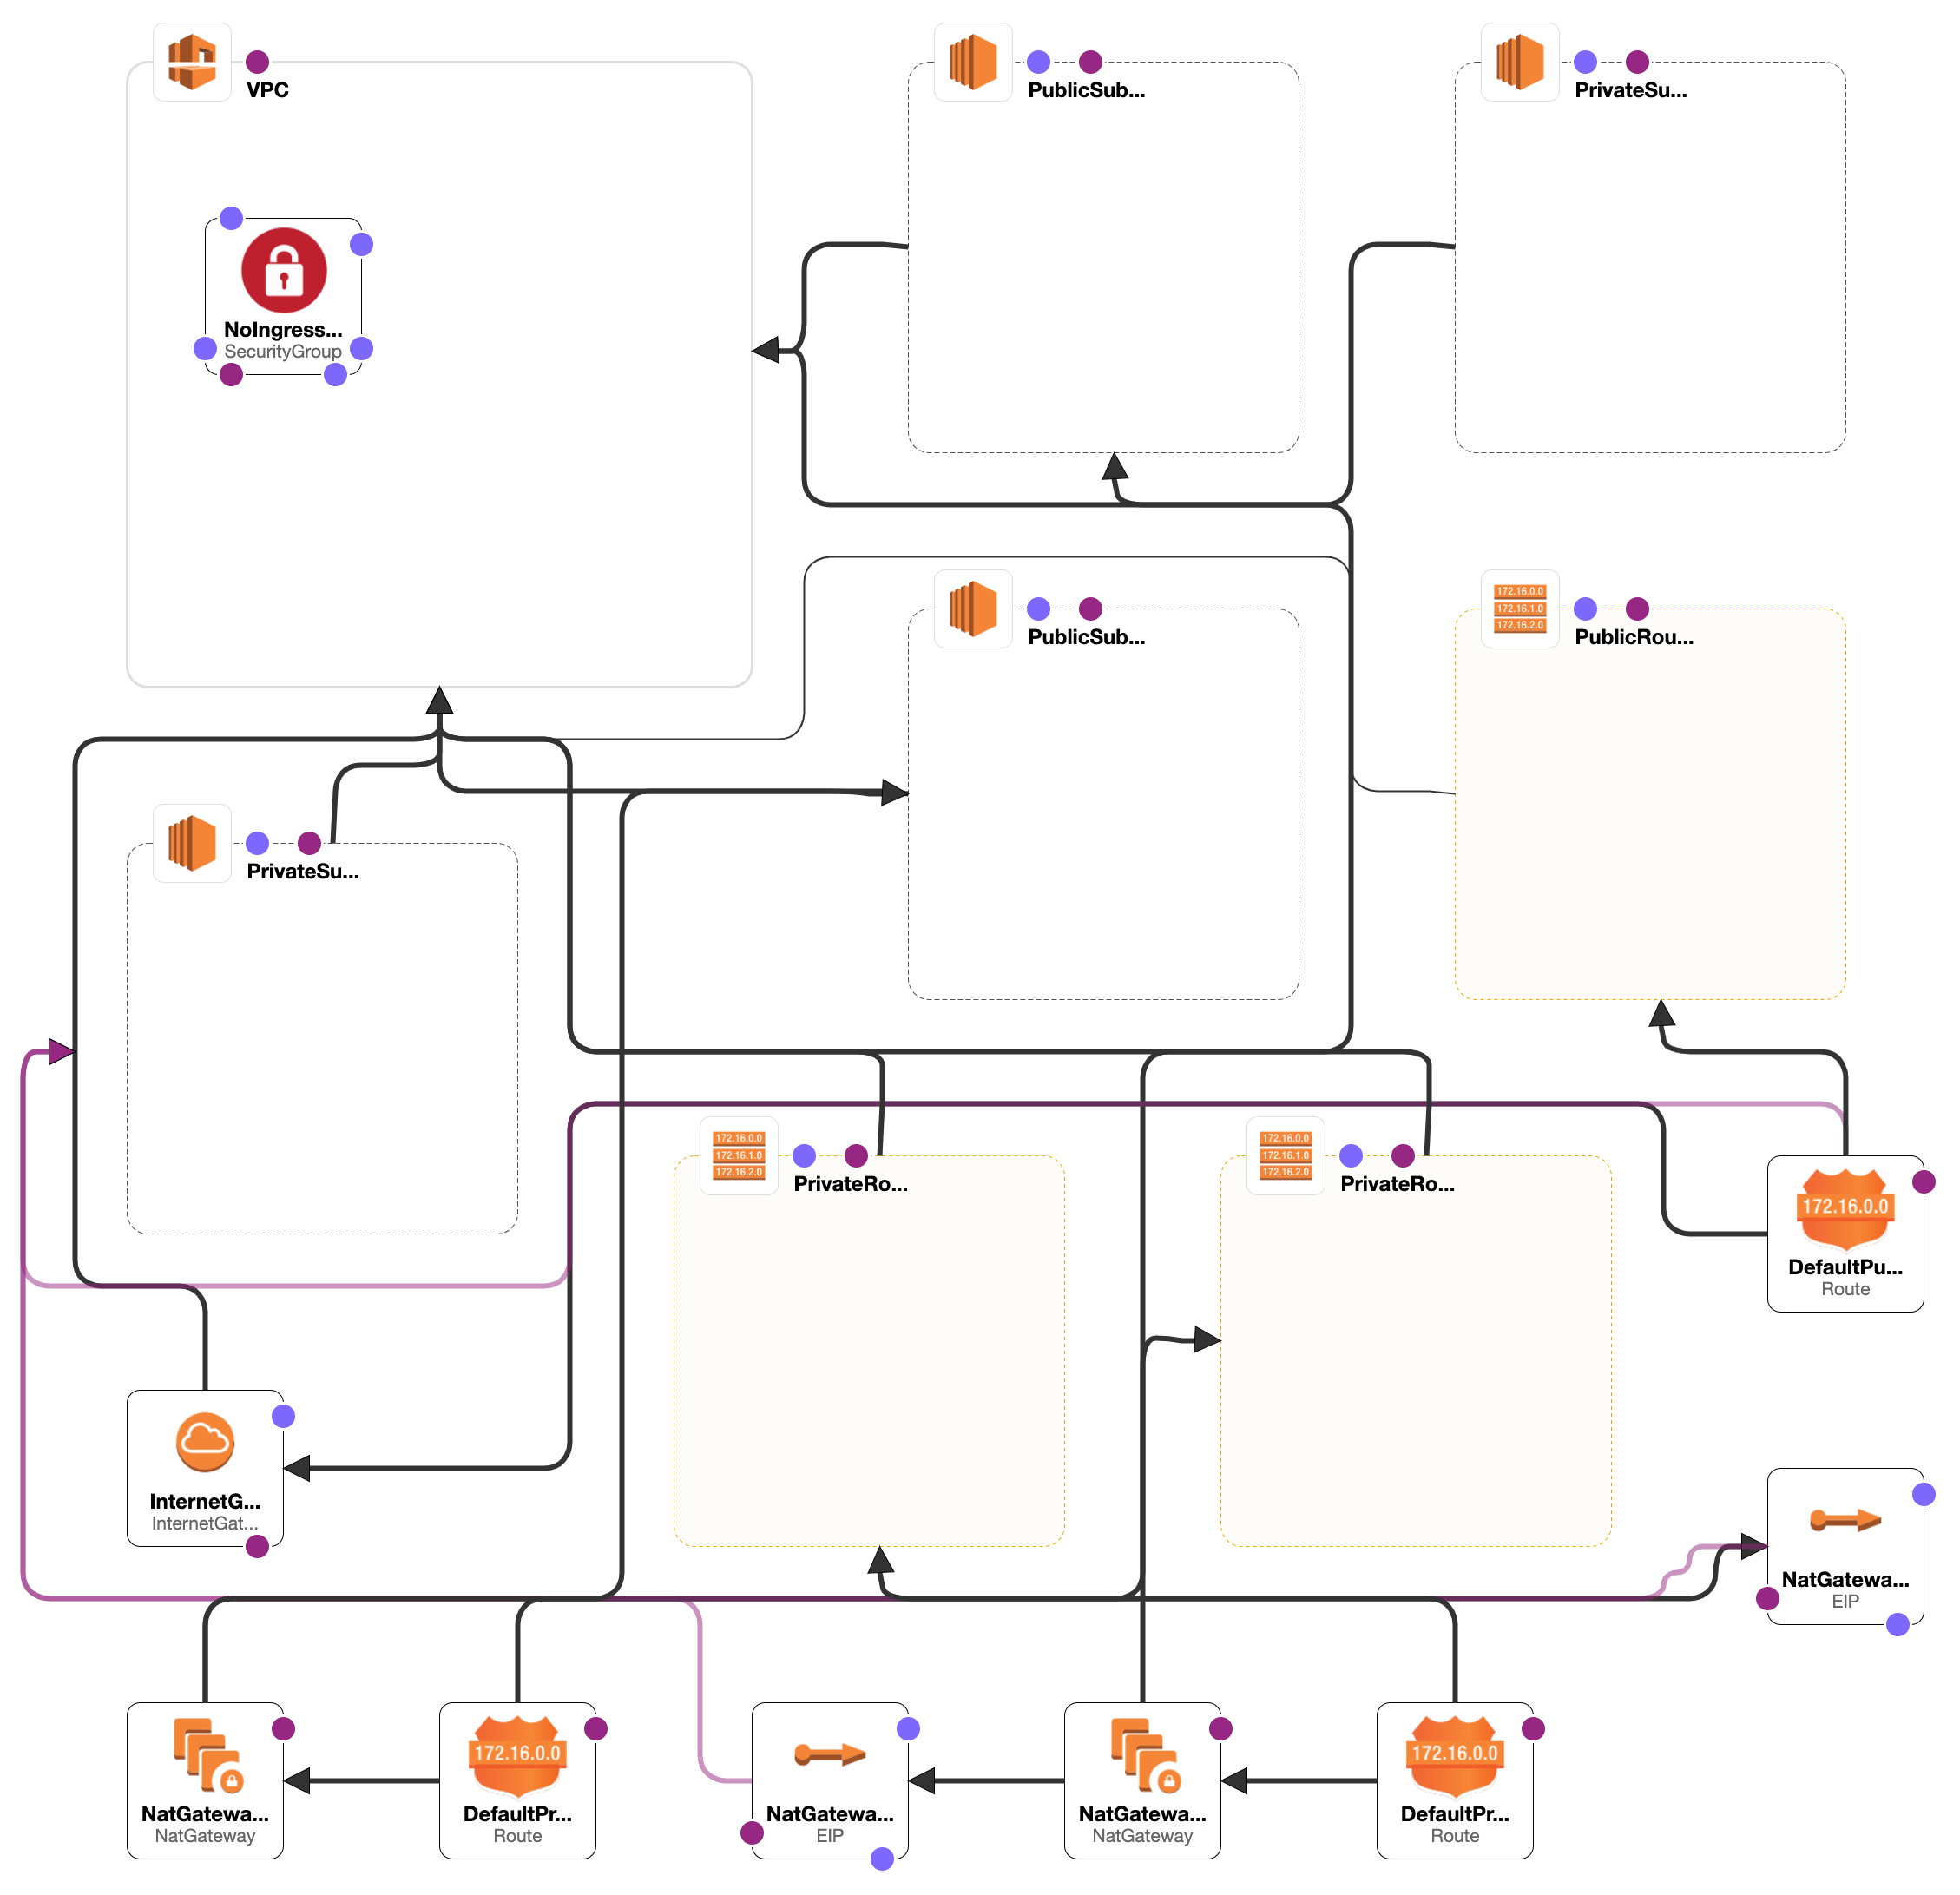 VPC
PublicSub...
PrivateSu...
NoIngress...
SecurityGroup
PublicSub...
172.16.0.0
172.16.1.0
172.16.2.0
PublicRou...
PrivateSu...
172.16.0.0
172.16.1.0
172.16.2.0
PrivateRo...
172.16.0.0
172.16.1.0
172.16.2.0
PrivateRo...
172.16.0.0
DefaultPu...
Route
InternetG...
InternetGat...
NatGatewa...
EIP
NatGatewa...
NatGateway
172.16.0.0
DefaultPr...
Route
NatGatewa...
EIP
NatGatewa...
NatGateway
172.16.0.0
DefaultPr...
Route